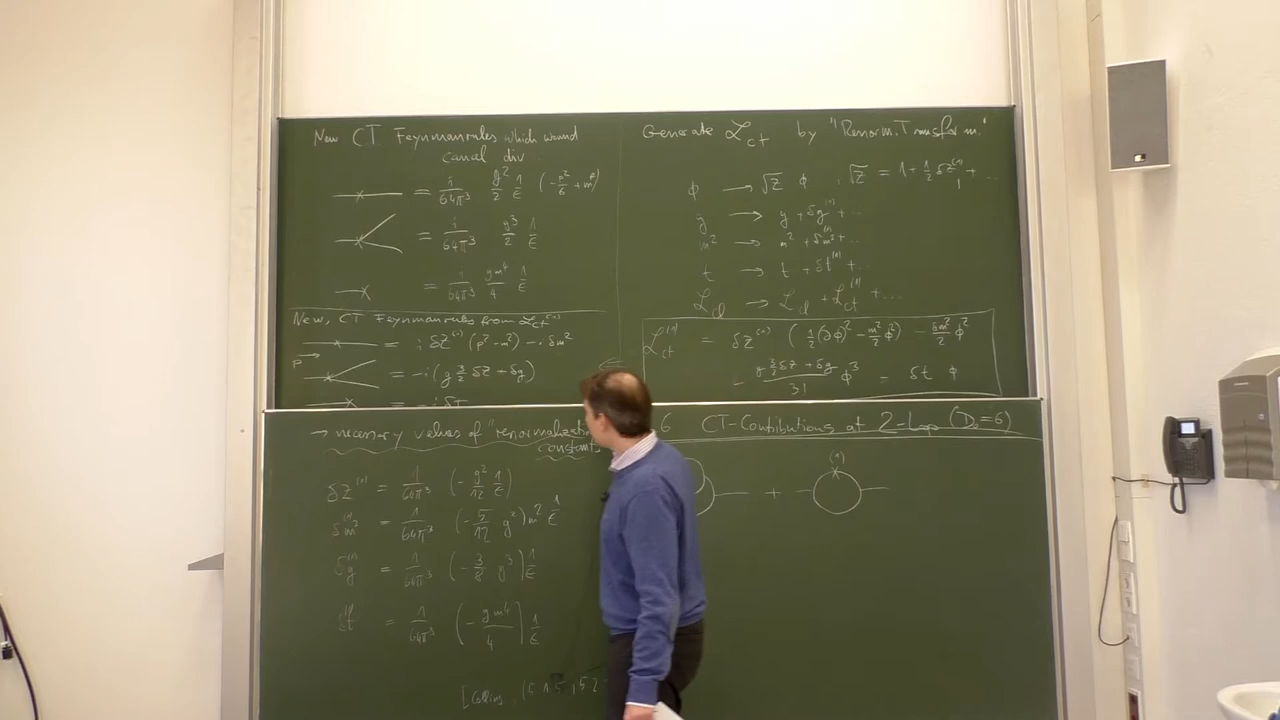 New CT Feynmanrules which would
cancel div
= i/64π³ g²/2 1/ε (-p²/6 + m²)
= i/64π³ g³/2 1/ε
= i/64π³ gm⁴/4 1/ε
New, CT Feynmanrules from ℒct⁽¹⁾
p → = i δZ⁽¹⁾ (p² - m²) - i δm²
= -i (g 3/2 δZ + δg)
= -i δt
Generate ℒct by "Renorm. Transform."
ϕ → √Z ϕ , √Z = 1 + 1/2 δZ⁽¹⁾ + ...
g → g + δg⁽¹⁾ + ...
m² → m² + δm² + ...
t → t + δt⁽¹⁾ + ...
ℒcl → ℒcl + ℒct⁽¹⁾ + ...
ℒct⁽¹⁾ = δZ⁽¹⁾ (1/2 (∂ϕ)² - m²/2 ϕ²) - δm²/2 ϕ²
- (g 3/2 δZ + δg)/3! ϕ³ - δt ϕ
→ necessary values of "renormalization
constants
δZ⁽¹⁾ = 1/64π³ (- g²/12 1/ε)
δm²⁽¹⁾ = 1/64π³ (- 5/12 g²) m² 1/ε
δg⁽¹⁾ = 1/64π³ (- 3/8 g³) 1/ε
δt⁽¹⁾ = 1/64π³ (- gm⁴/4) 1/ε
[Collins,
6 CT-Contributions at 2-Loop (D₀=6)
+ (1)